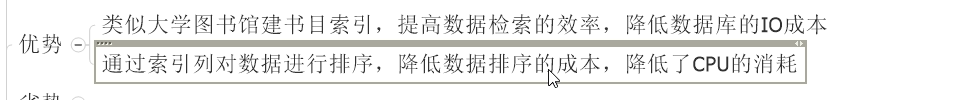 类似大学图书馆建书目索引，提高数据检索的效率，降低数据库的IO成本
优势
通过索引列对数据进行排序，降低数据排序的成本，降低了CPU的消耗